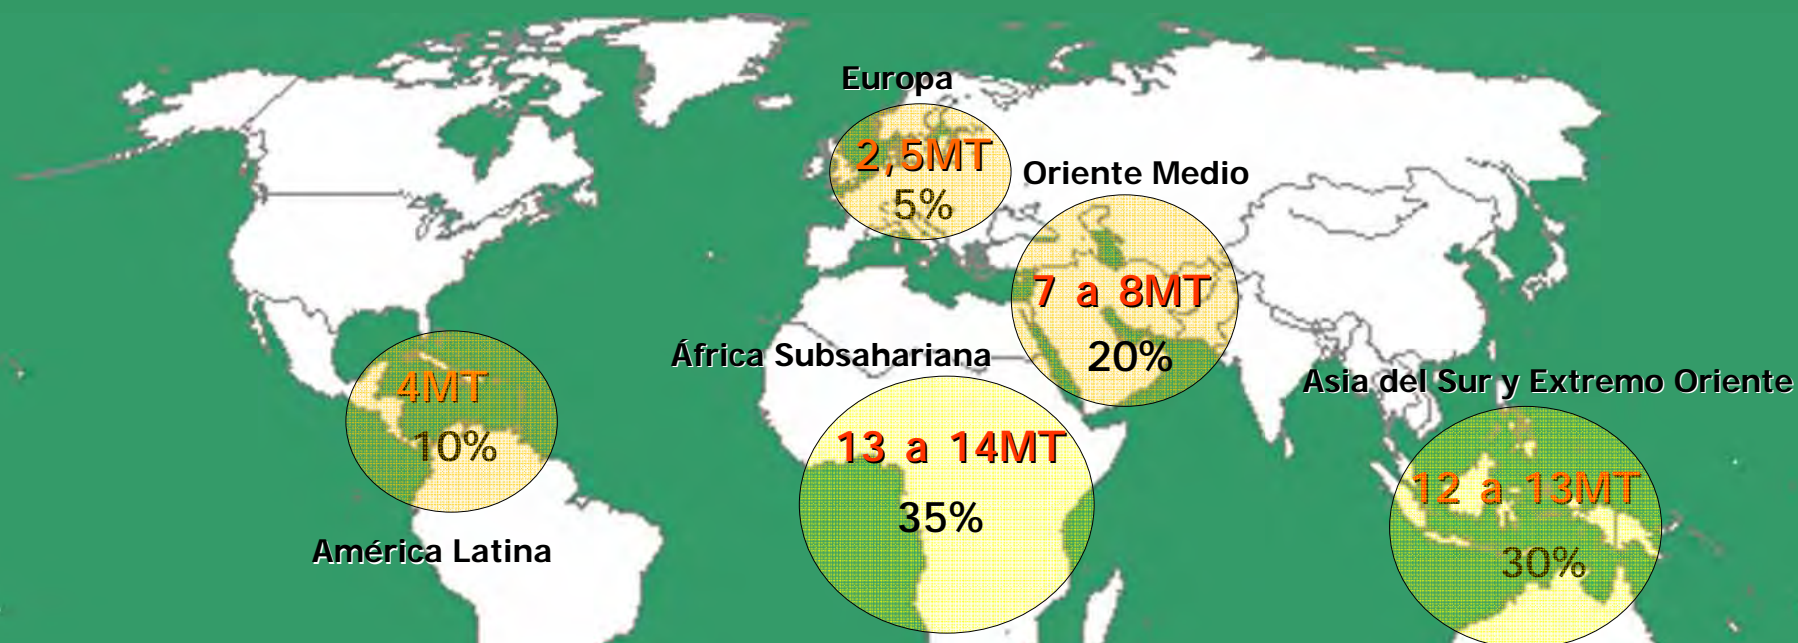 Europa
2,5MT
5%
Oriente Medio
7 a 8MT
20%
África Subsahariana
13 a 14MT
35%
Asia del Sur y Extremo Oriente
12 a 13MT
30%
4MT
10%
América Latina